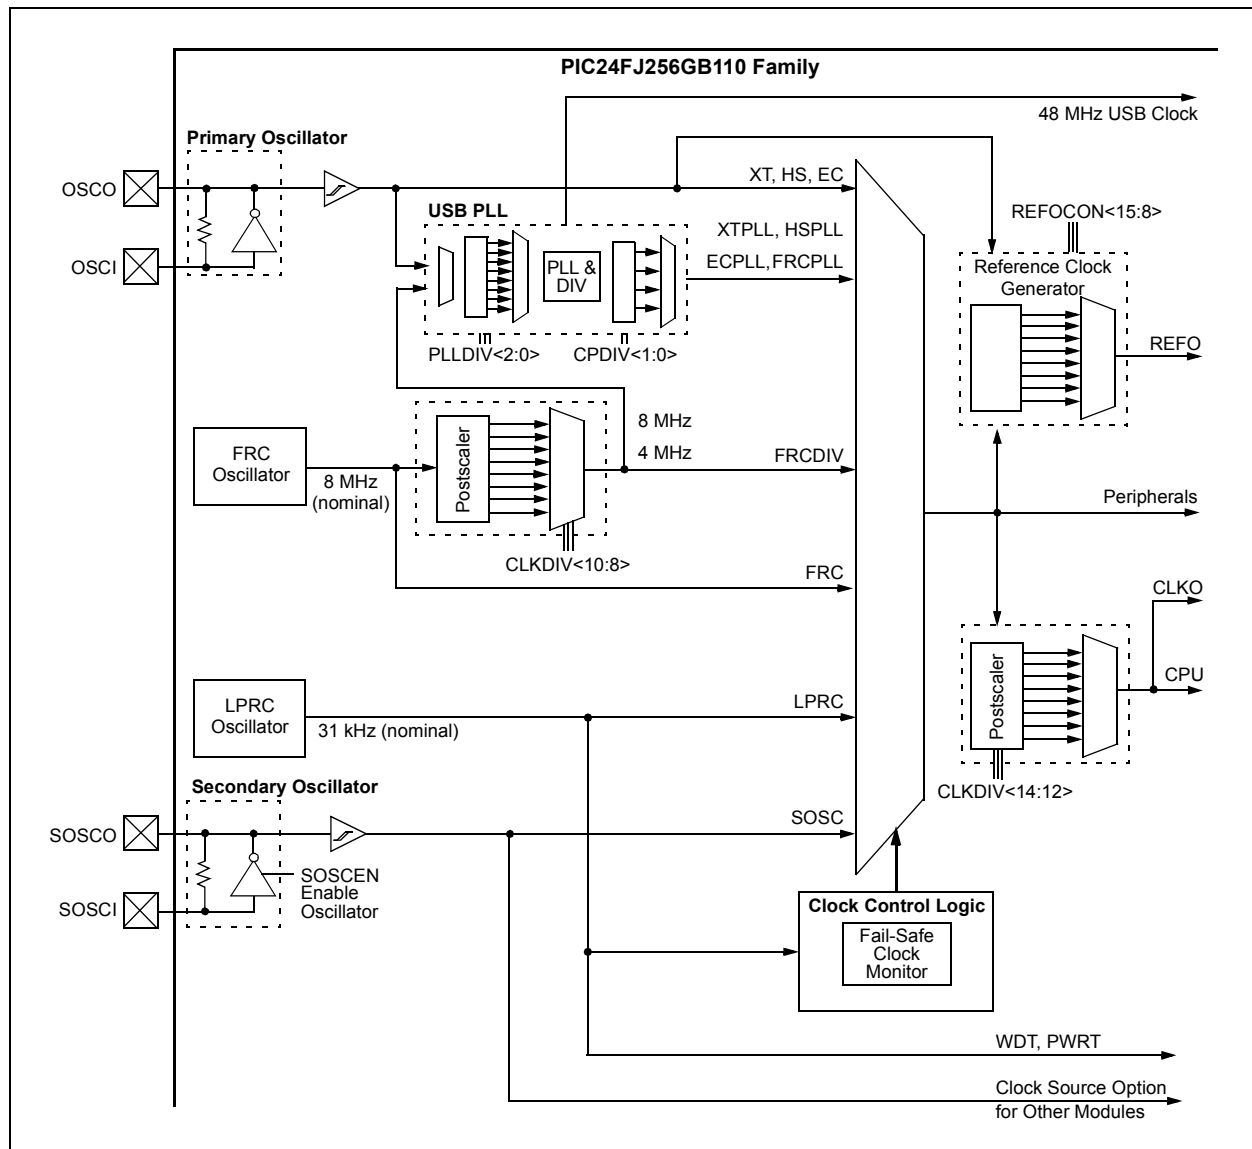 PIC24FJ256GB110 Family
48 MHz USB Clock
Primary Oscillator
OSCO
XT, HS, EC
USB PLL
REFOCON<15:8>
XTPLL, HSPLL
OSCI
ECPLL,FRCPLL
PLL &
DIV
Reference Clock
Generator
PLLDIV<2:0>
CPDIV<1:0>
REFO
8 MHz
4 MHz
FRC
Oscillator
8 MHz
(nominal)
Postscaler
FRCDIV
Peripherals
CLKDIV<10:8>
FRC
CLKO
LPRC
Oscillator
31 kHz (nominal)
LPRC
Postscaler
CPU
Secondary Oscillator
CLKDIV<14:12>
SOSCO
SOSC
SOSCEN
Enable
Oscillator
SOSCI
Clock Control Logic
Fail-Safe
Clock
Monitor
WDT, PWRT
Clock Source Option
for Other Modules